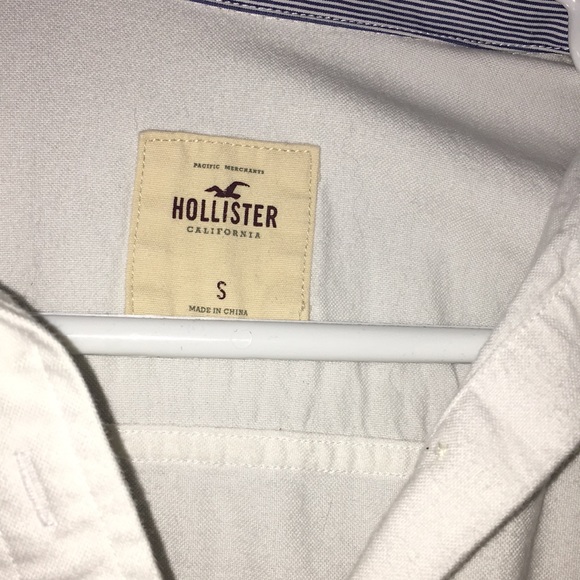 PACIFIC MERCHANTS
HOLLISTER
CALIFORNIA
S
MADE IN CHINA